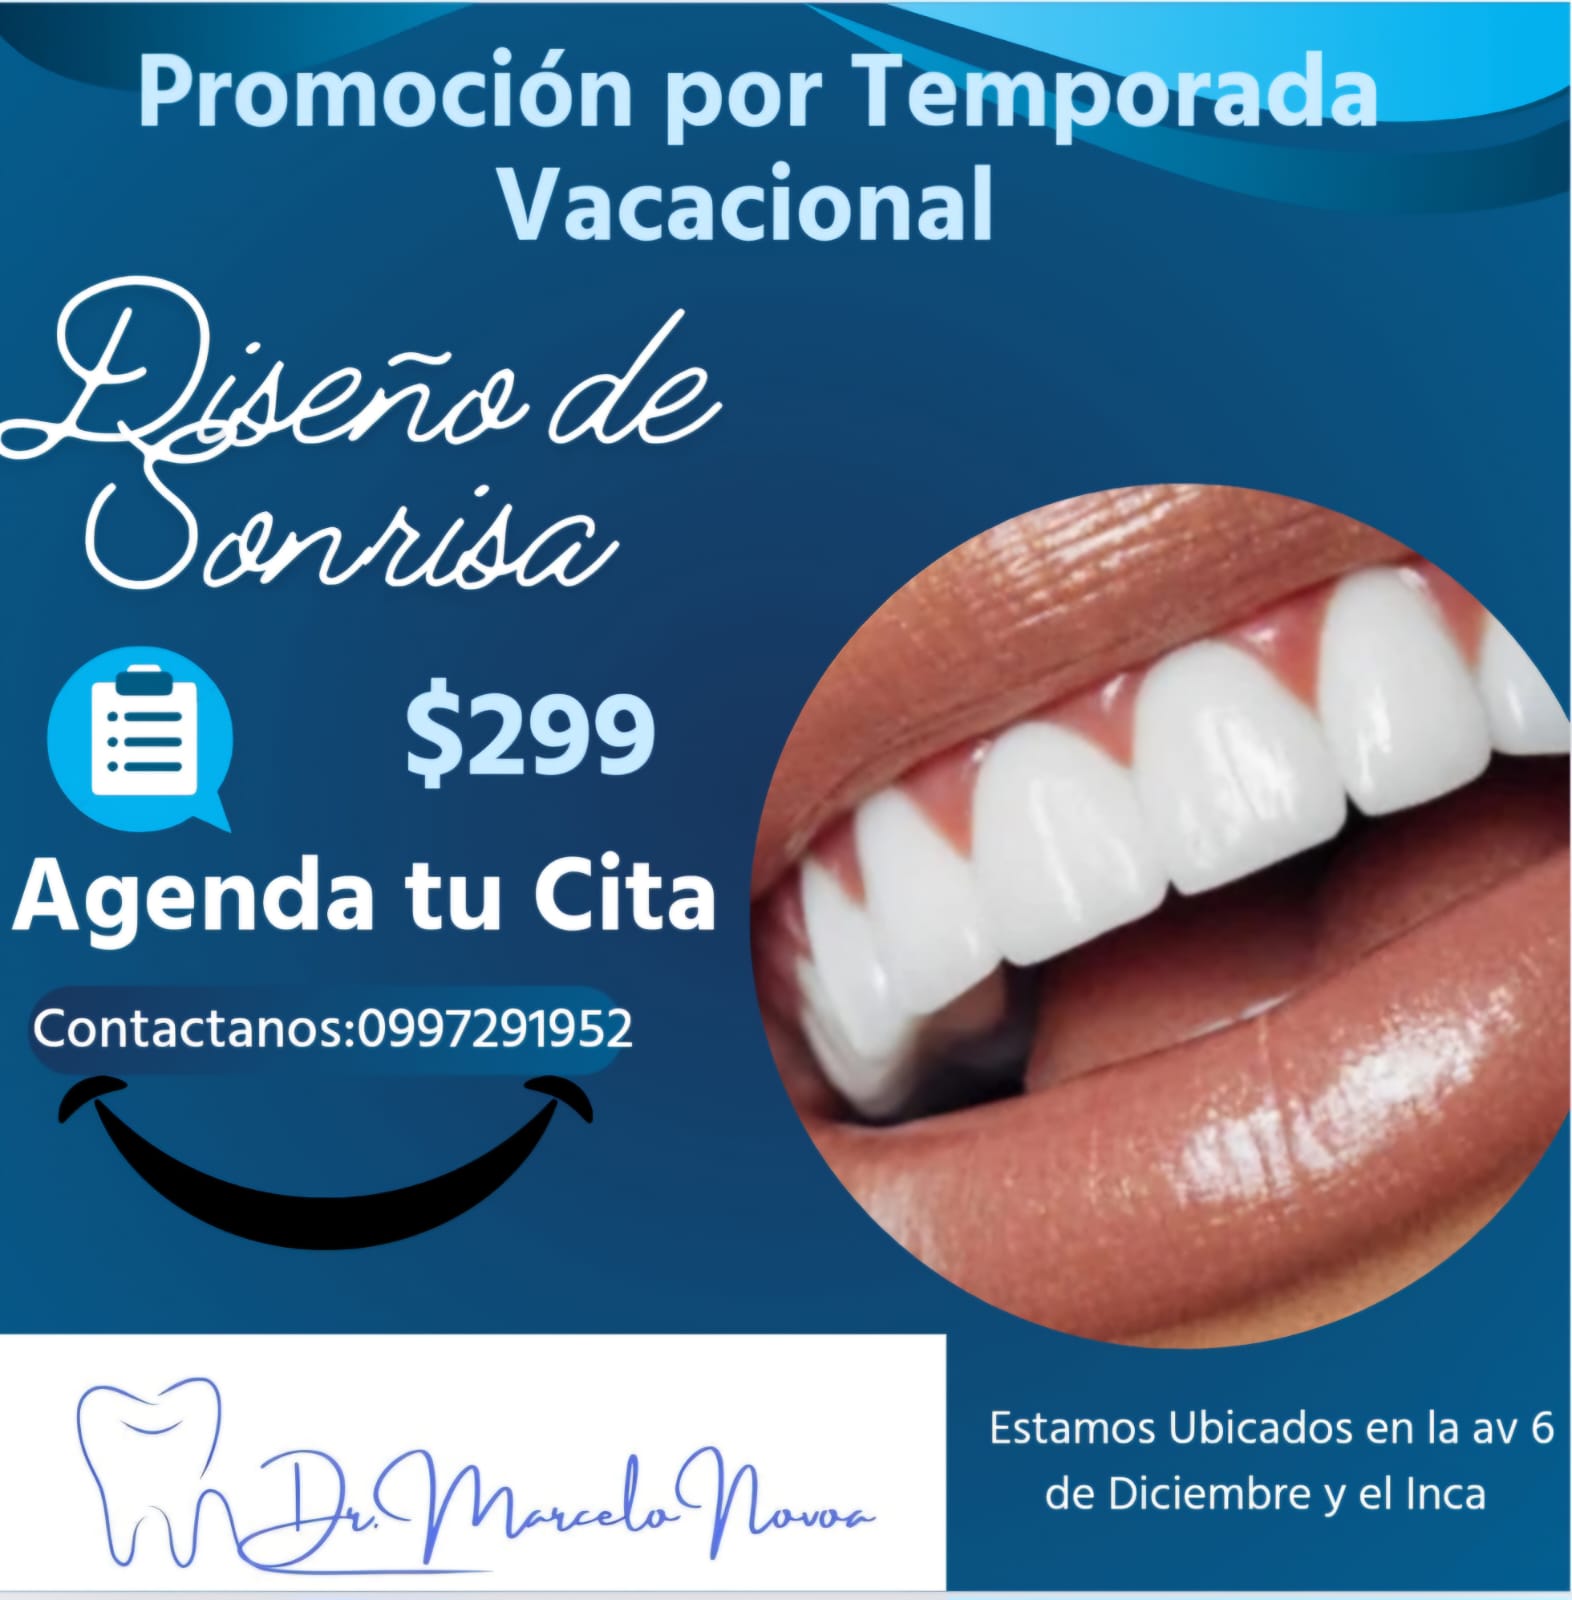 Promoción por Temporada
Vacacional
Diseño de
Sonrisa
$299
Agenda tu Cita
Contactanos:0997291952
Dr. Marcelo Novoa
Estamos Ubicados en la av 6
de Diciembre y el Inca